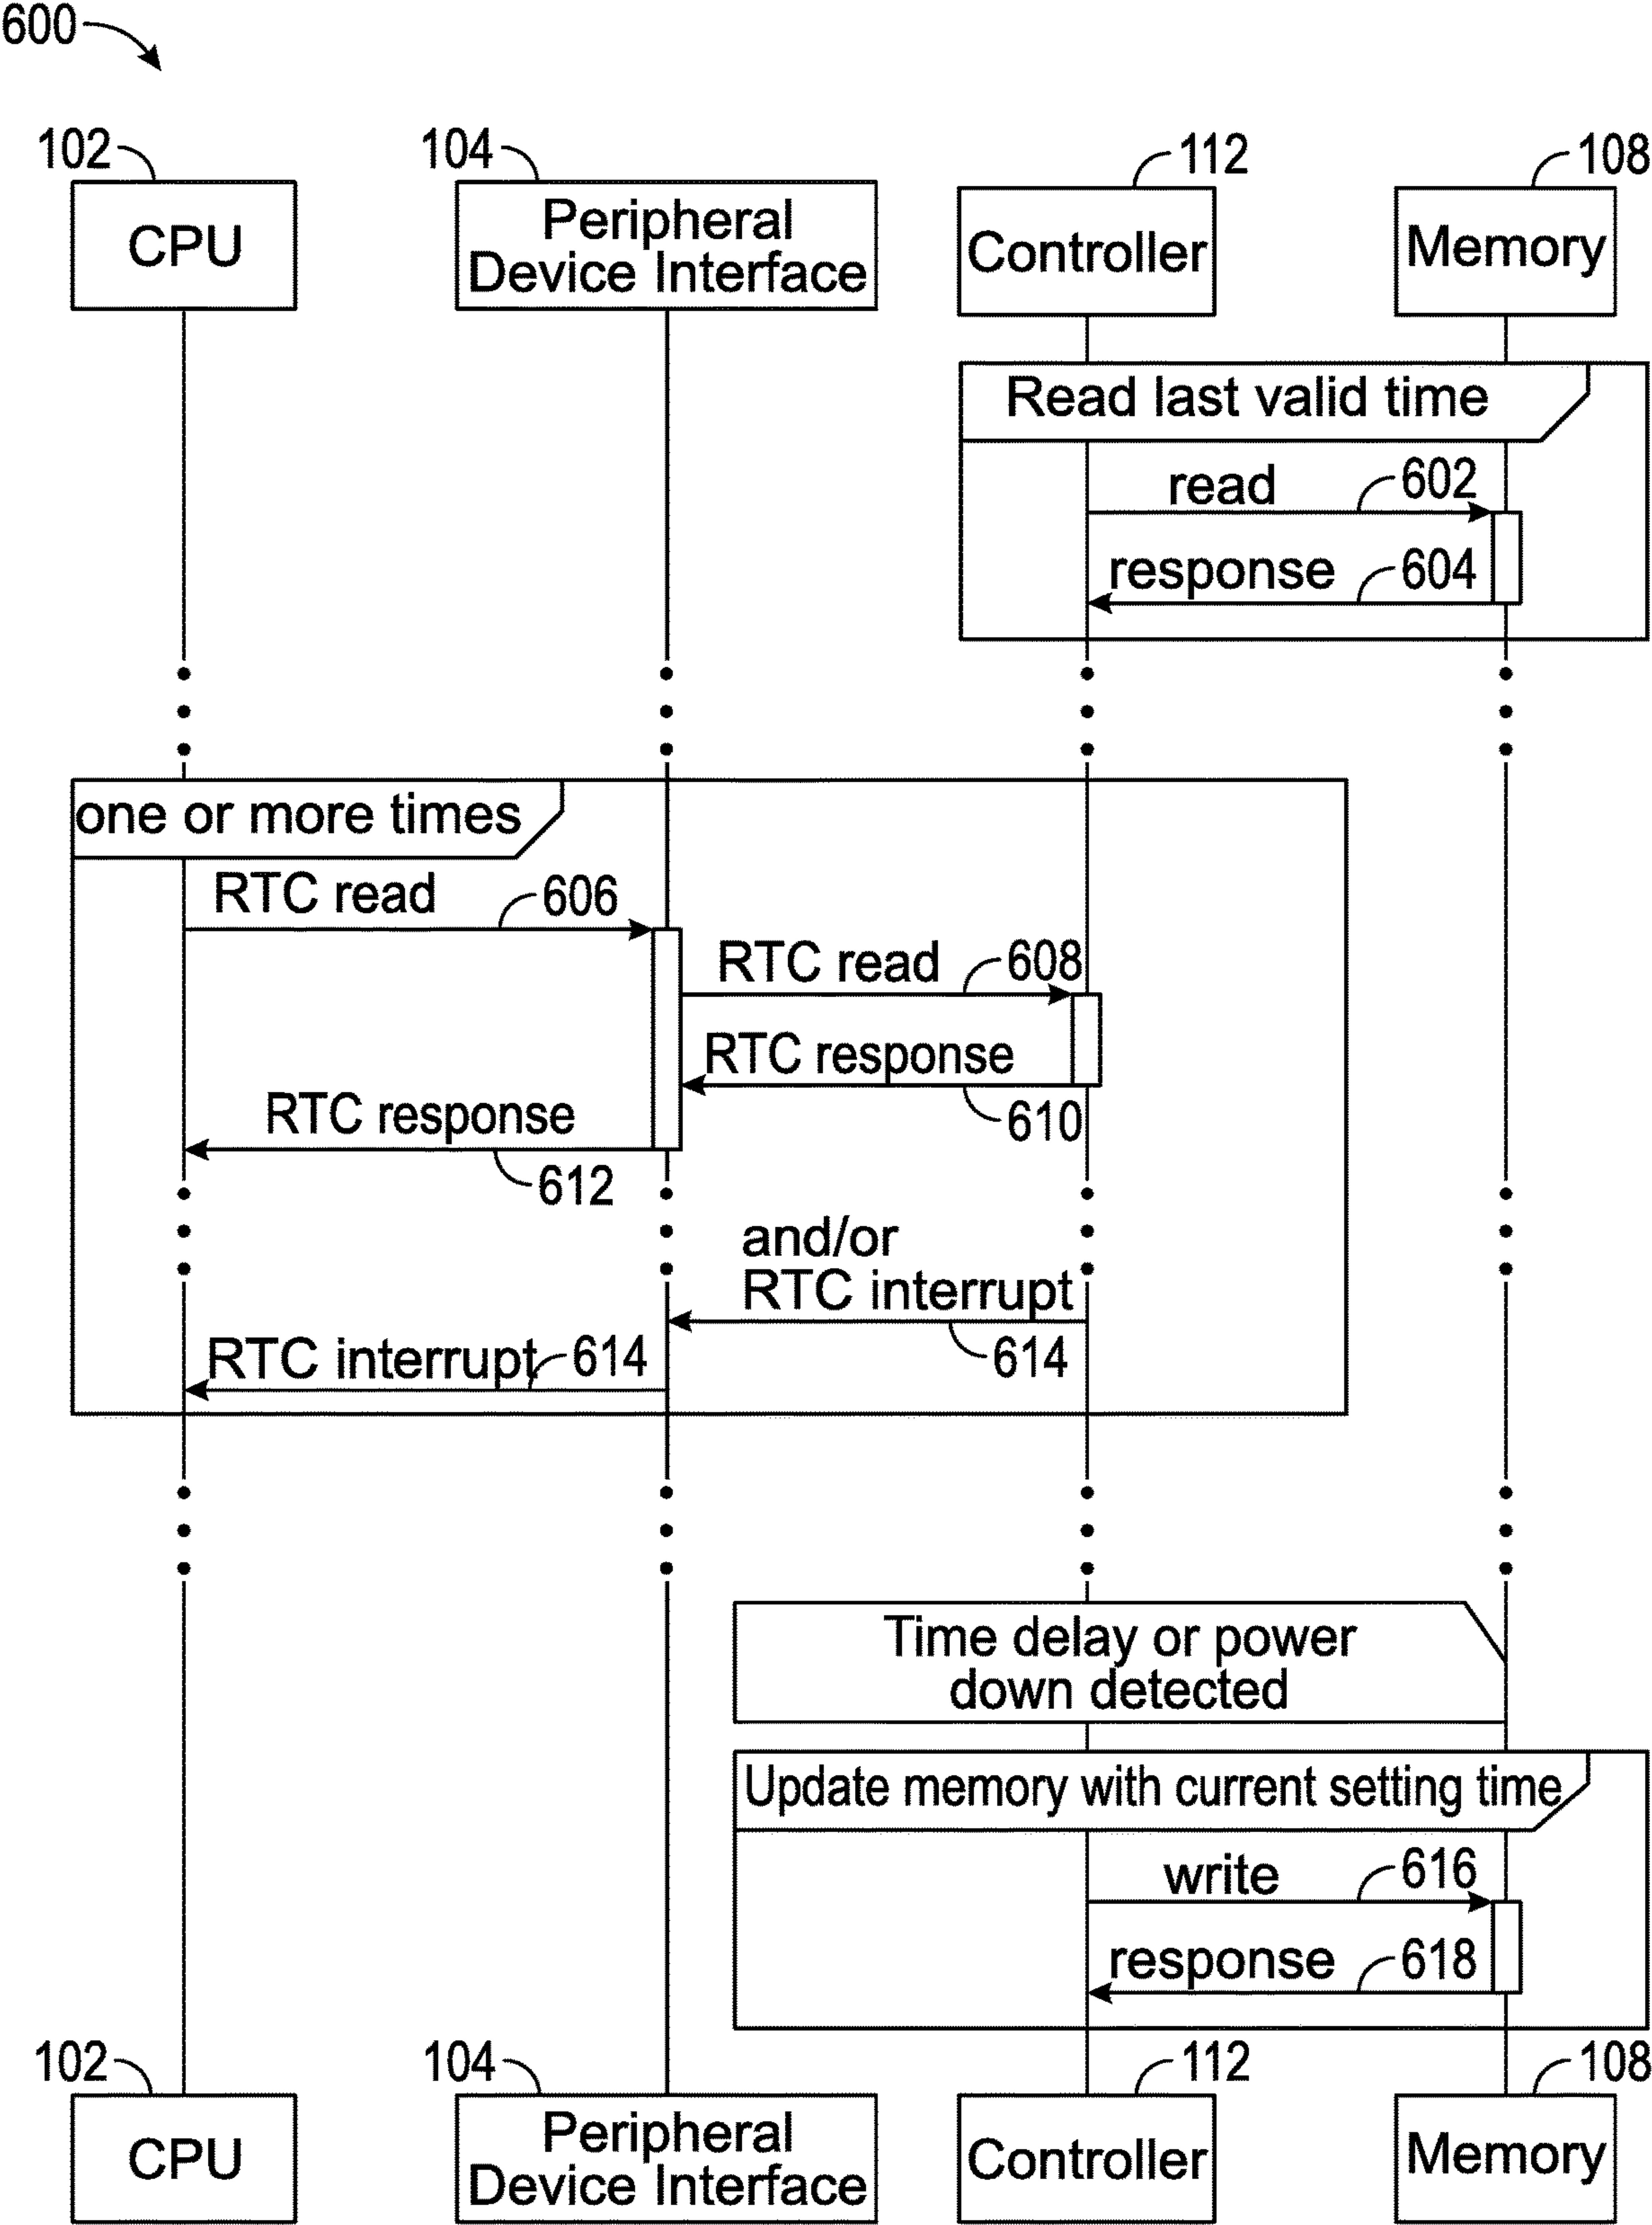 600
102
104
112
108
CPU
Peripheral
Device Interface
Controller
Memory
Read last valid time
read
602
response
604
one or more times
RTC read
606
RTC read
608
RTC response
610
RTC response
612
and/or
RTC interrupt
614
RTC interrupt
614
Time delay or power
down detected
Update memory with current setting time
write
616
response
618
102
104
112
108
CPU
Peripheral
Device Interface
Controller
Memory